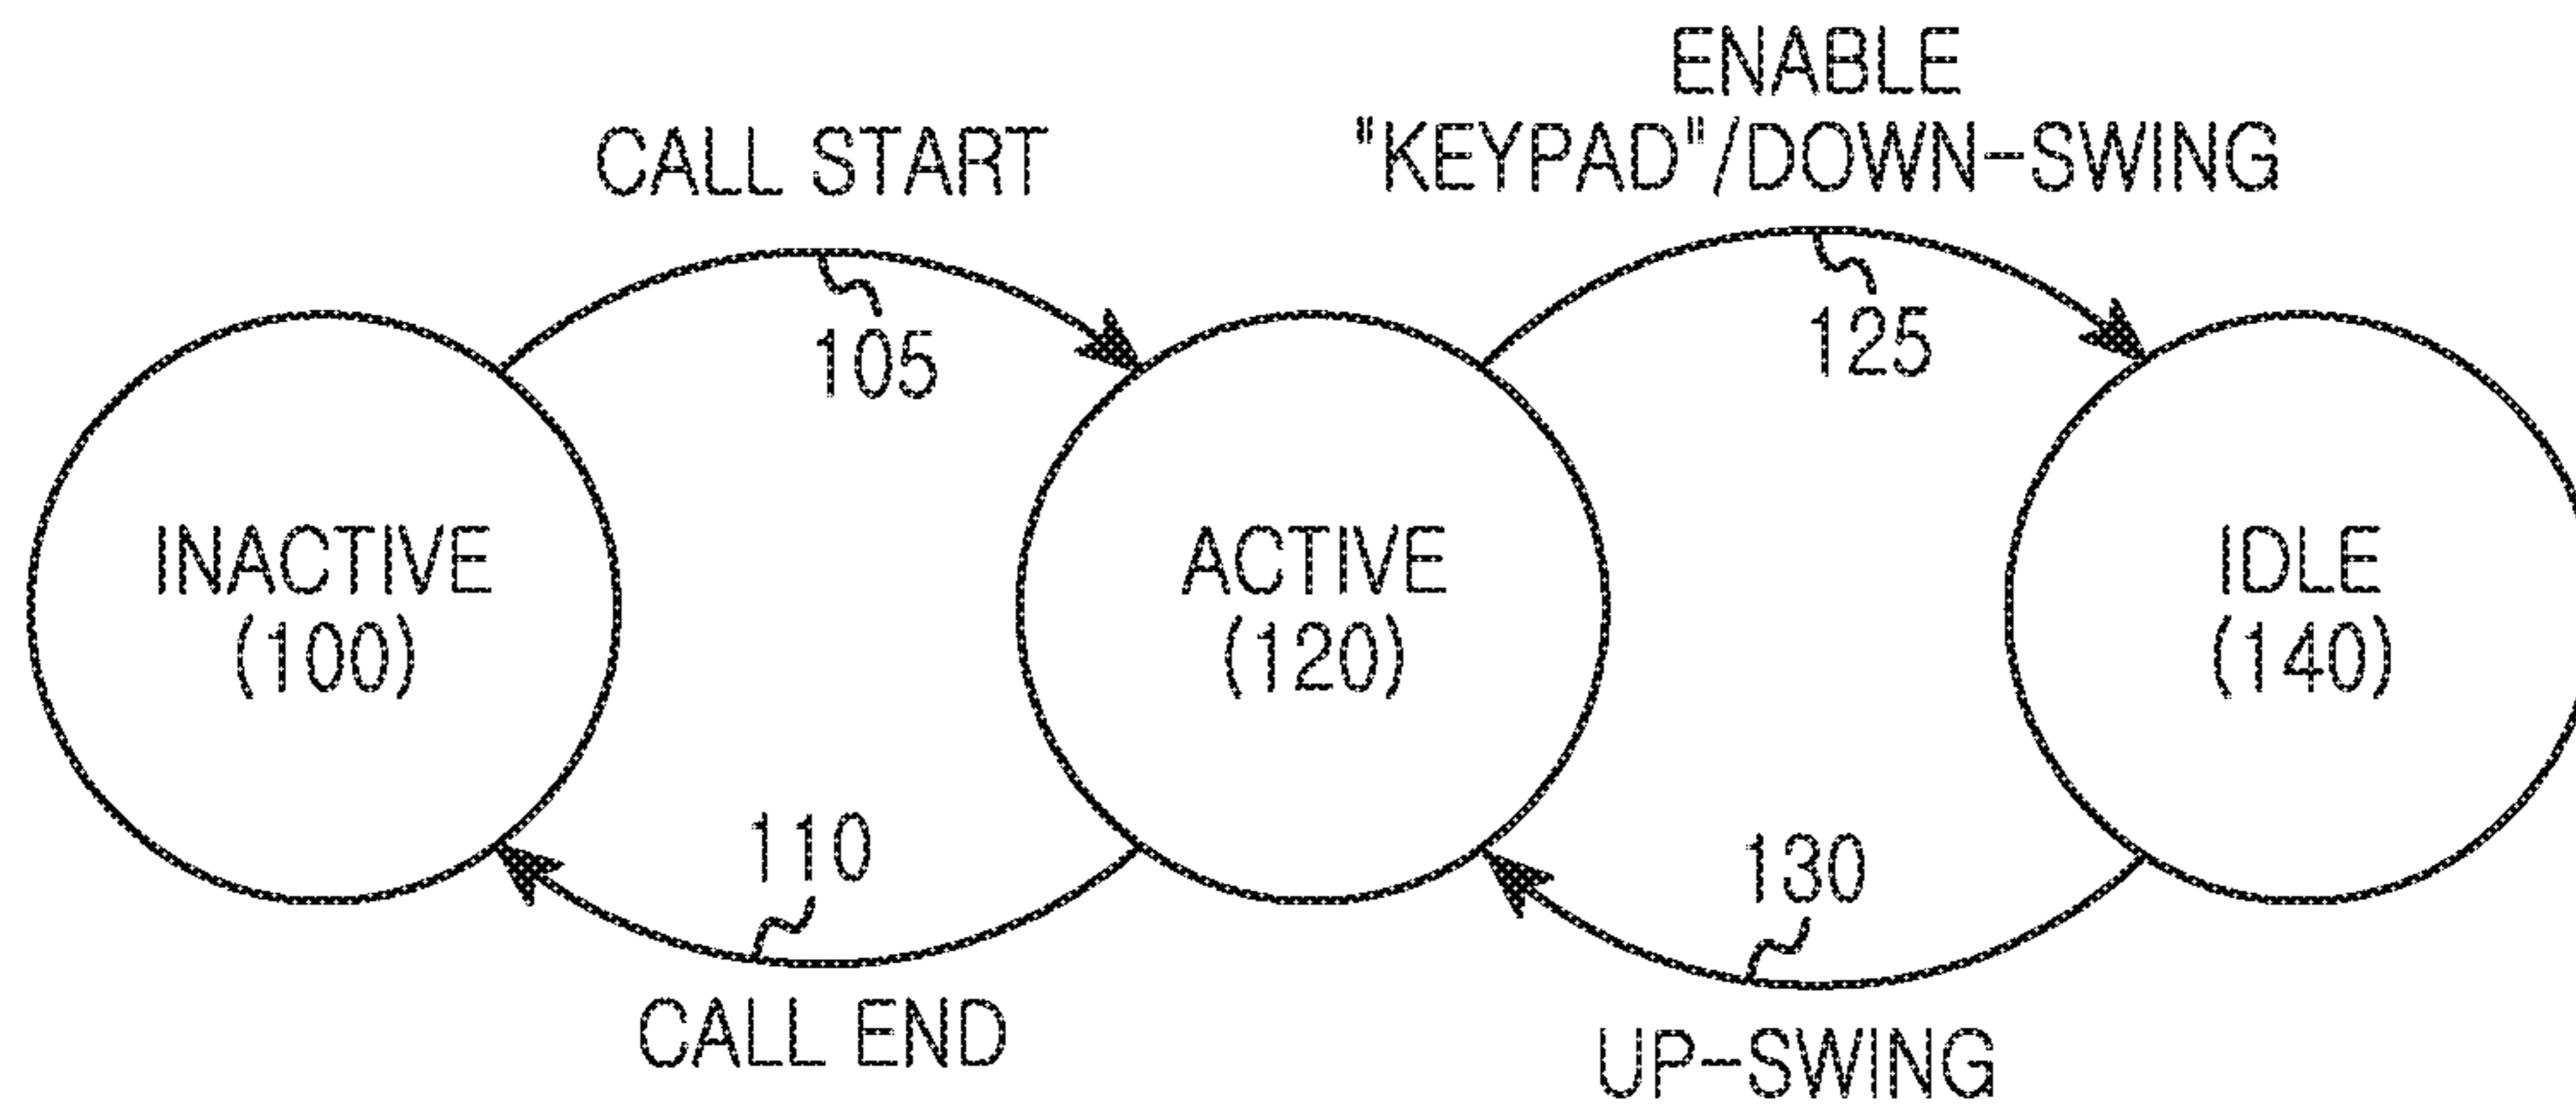 ENABLE
"KEYPAD"/DOWN-SWING
CALL START
105
125
INACTIVE
(100)
ACTIVE
(120)
IDLE
(140)
110
130
CALL END
UP-SWING